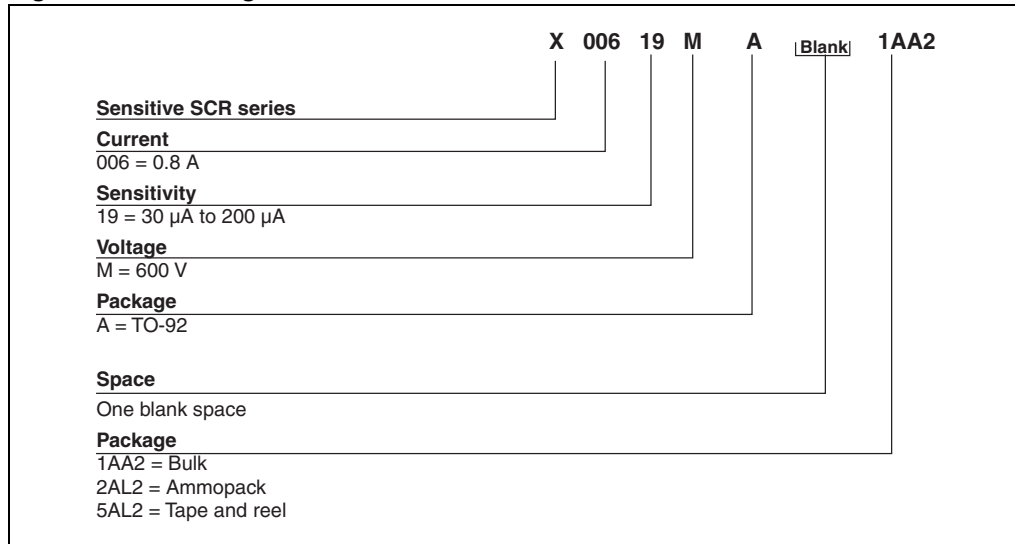 X 006 19 M A Blank 1AA2
Sensitive SCR series
Current
006 = 0.8 A
Sensitivity
19 = 30 µA to 200 µA
Voltage
M = 600 V
Package
A = TO-92
Space
One blank space
Package
1AA2 = Bulk
2AL2 = Ammopack
5AL2 = Tape and reel